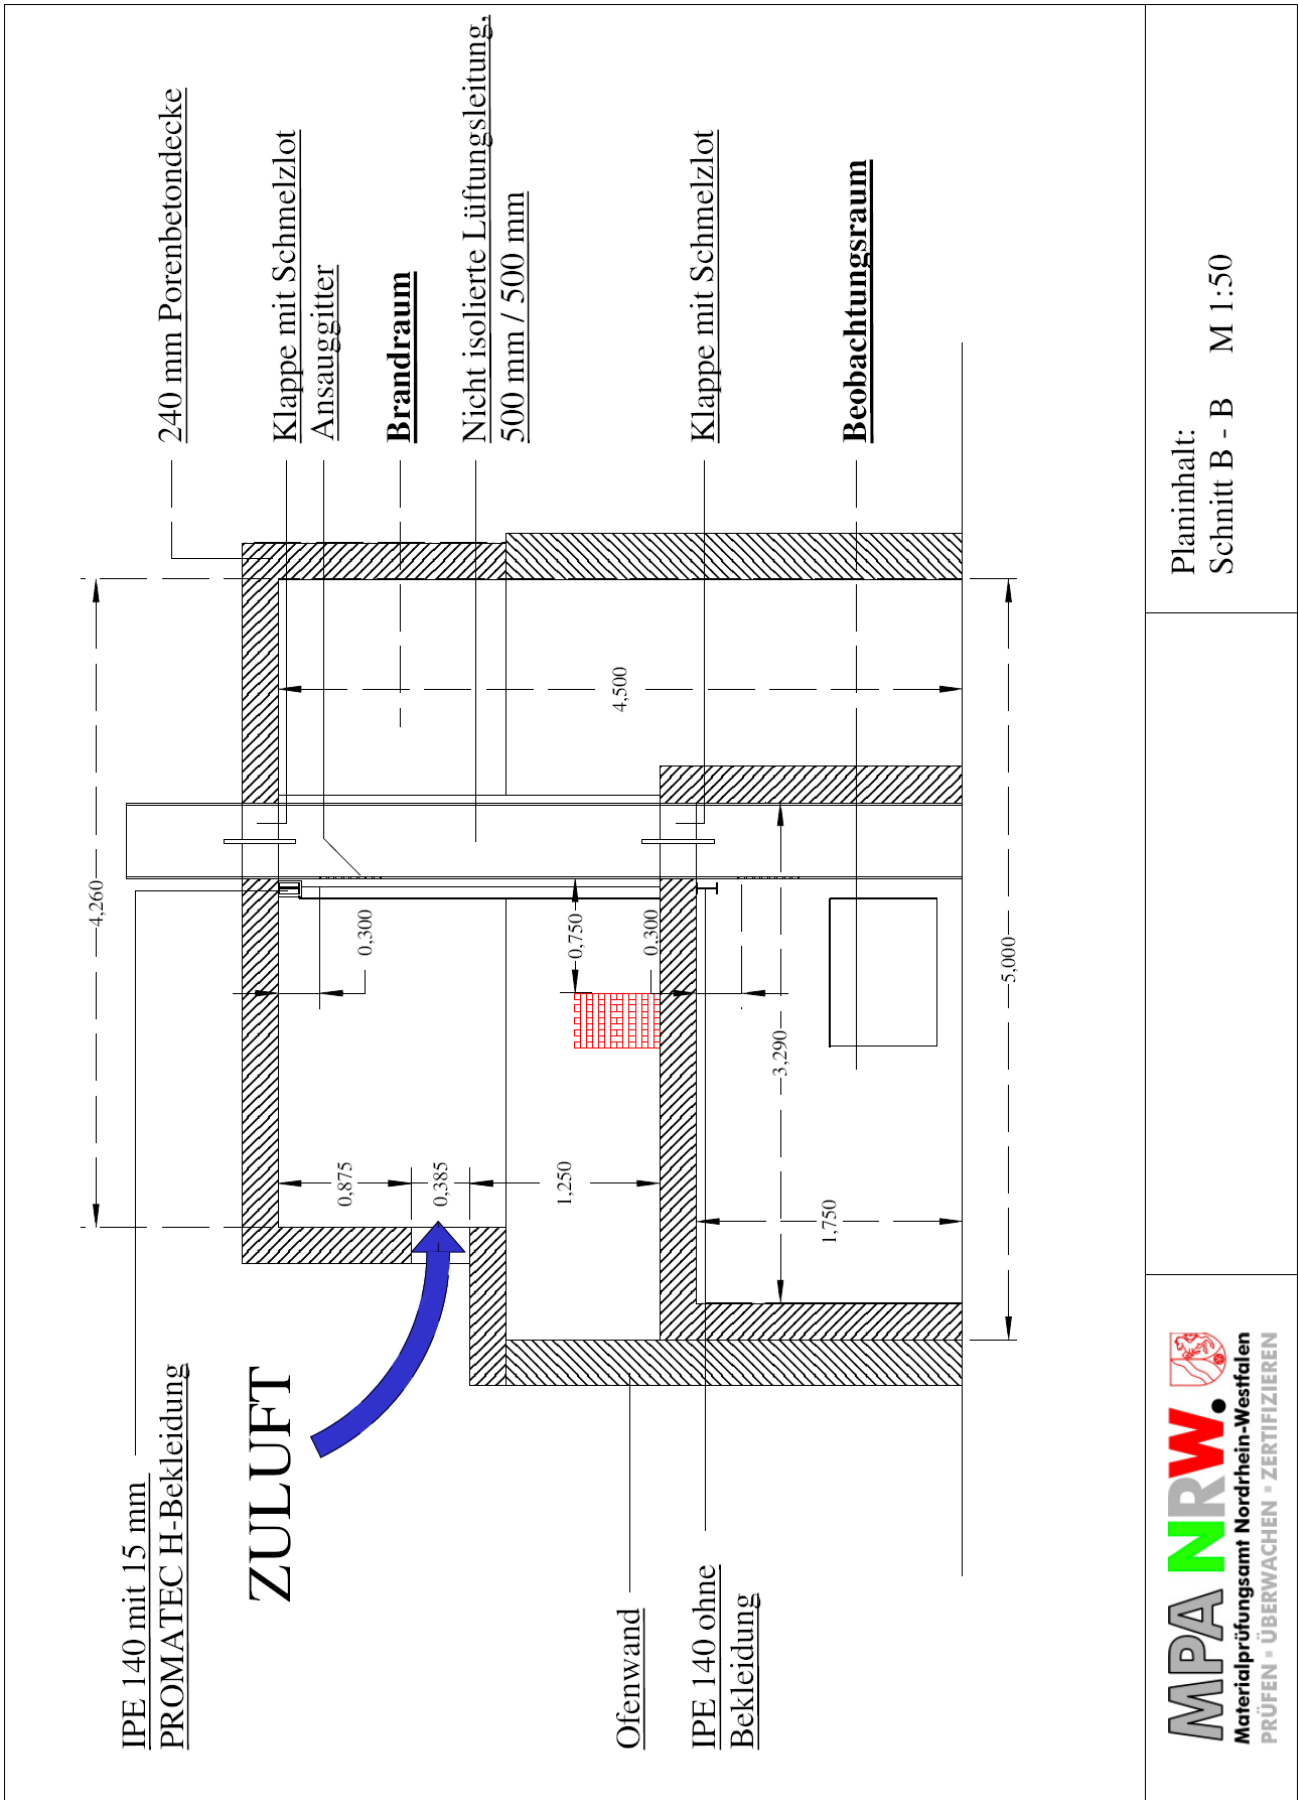 IPE 140 mit 15 mm
PROMATEC H-Bekleidung
ZULUFT
Ofenwand
IPE 140 ohne
Bekleidung
240 mm Porenbetondecke
Klappe mit Schmelzlot
Ansauggitter
Brandraum
Nicht isolierte Lüftungsleitung,
500 mm / 500 mm
Klappe mit Schmelzlot
Beobachtungsraum
4,260
0,300
0,875
0,385
1,250
0,750
0,300
4,500
3,290
1,750
5,000
MPA NRW.
Materialprüfungsamt Nordrhein-Westfalen
PRÜFEN ▪ ÜBERWACHEN ▪ ZERTIFIZIEREN
Planinhalt:
Schnitt B - B M 1:50